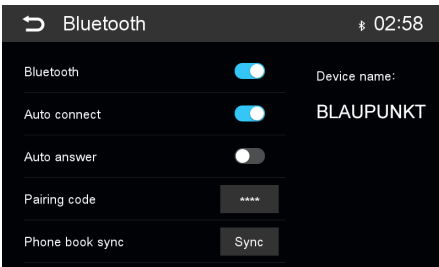 Bluetooth
02:58
Bluetooth
Device name:
Auto connect
BLAUPUNKT
Auto answer
Pairing code
****
Phone book sync
Sync